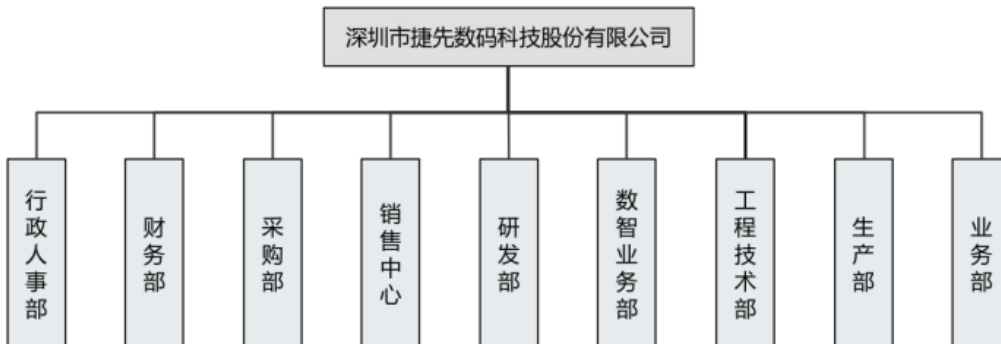 深圳市捷先数码科技股份有限公司
行政人事部
财务部
采购部
销售中心
研发部
数智业务部
工程技术部
生产部
业务部